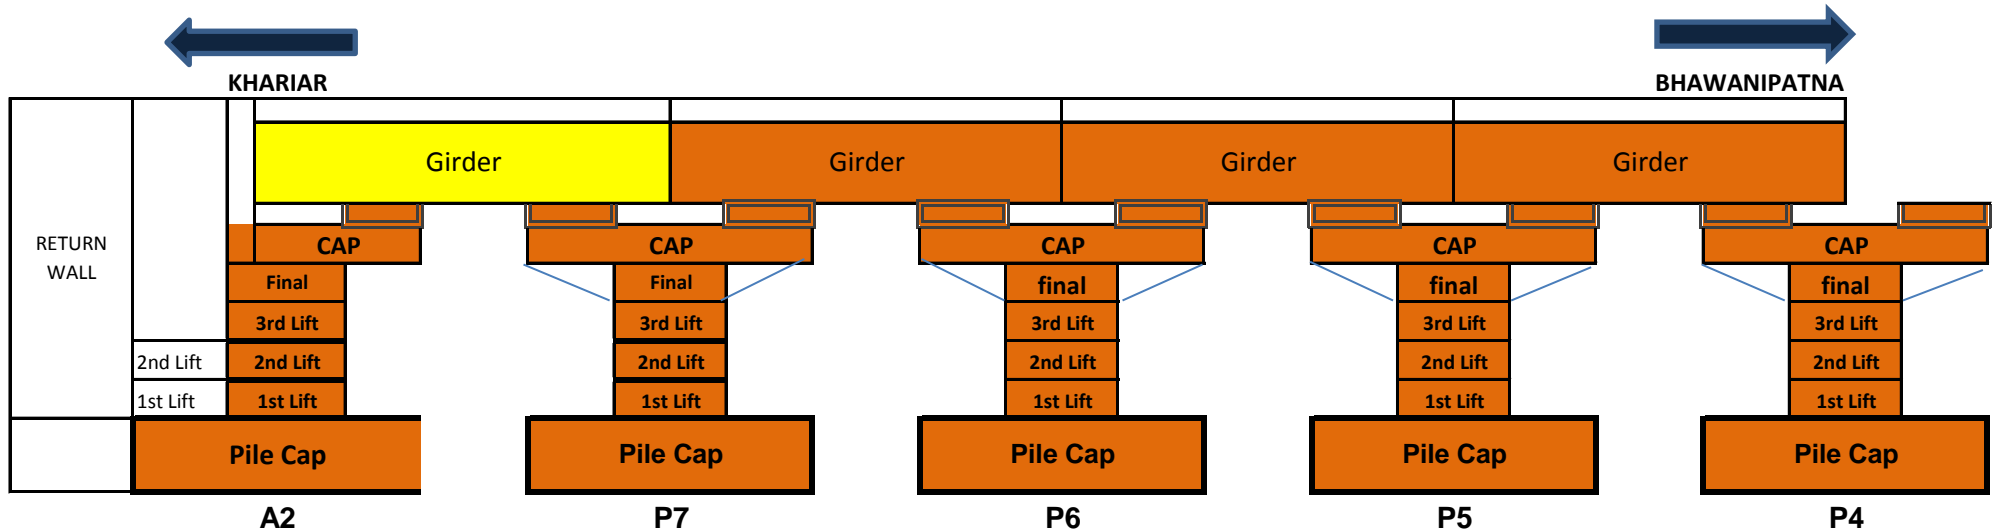 KHARIAR BHAWANIPATNA
Girder Girder Girder Girder
RETURN
WALL
CAP CAP CAP CAP CAP
Final Final final final final
3rd Lift 3rd Lift 3rd Lift 3rd Lift 3rd Lift
2nd Lift 2nd Lift 2nd Lift 2nd Lift 2nd Lift 2nd Lift
1st Lift 1st Lift 1st Lift 1st Lift 1st Lift 1st Lift
Pile Cap Pile Cap Pile Cap Pile Cap Pile Cap
A2 P7 P6 P5 P4